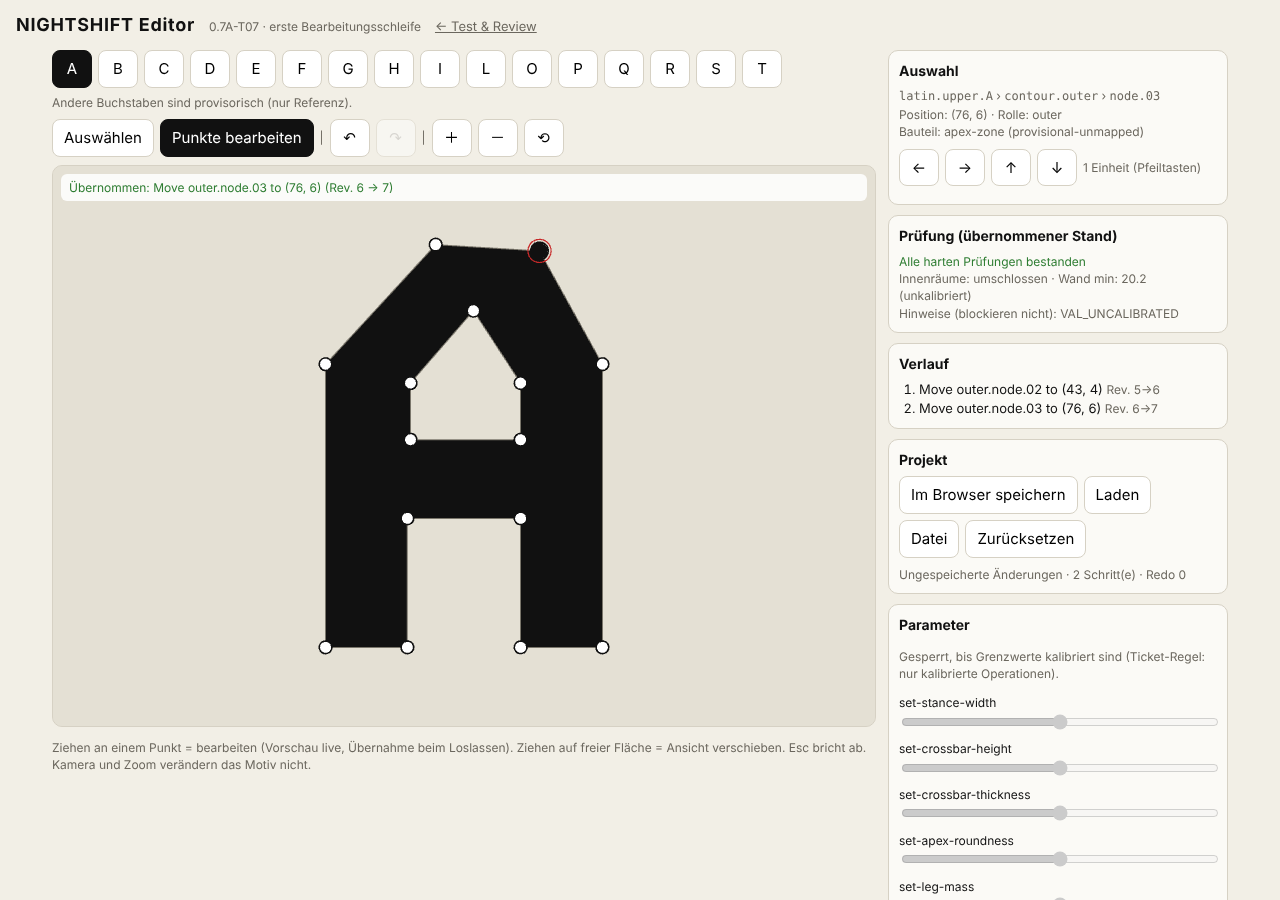 NIGHTSHIFT Editor 0.7A-T07 · erste Bearbeitungsschleife ← Test & Review
A B C D E F G H I L O P Q R S T
Andere Buchstaben sind provisorisch (nur Referenz).
Auswählen Punkte bearbeiten ↶ ↷ + − ⟲
Übernommen: Move outer.node.03 to (76, 6) (Rev. 6 → 7)
Ziehen an einem Punkt = bearbeiten (Vorschau live, Übernahme beim Loslassen). Ziehen auf freier Fläche = Ansicht verschieben. Esc bricht ab.
Kamera und Zoom verändern das Motiv nicht.
Auswahl
latin.upper.A › contour.outer › node.03
Position: (76, 6) · Rolle: outer
Bauteil: apex-zone (provisional-unmapped)
← → ↑ ↓ 1 Einheit (Pfeiltasten)
Prüfung (übernommener Stand)
Alle harten Prüfungen bestanden
Innenräume: umschlossen · Wand min: 20.2
(unkalibriert)
Hinweise (blockieren nicht): VAL_UNCALIBRATED
Verlauf
1. Move outer.node.02 to (43, 4) Rev. 5→6
2. Move outer.node.03 to (76, 6) Rev. 6→7
Projekt
Im Browser speichern Laden
Datei Zurücksetzen
Ungespeicherte Änderungen · 2 Schritt(e) · Redo 0
Parameter
Gesperrt, bis Grenzwerte kalibriert sind (Ticket-Regel:
nur kalibrierte Operationen).
set-stance-width
set-crossbar-height
set-crossbar-thickness
set-apex-roundness
set-leg-mass